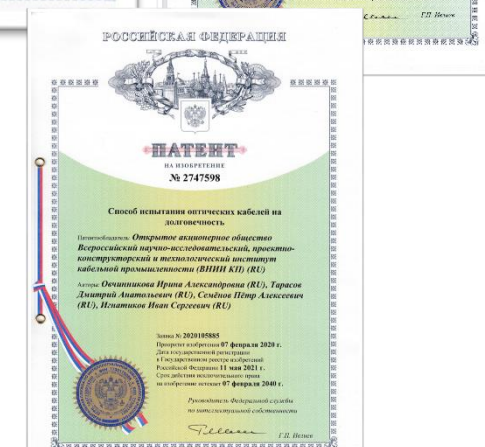 Г.П. Ивлиев
РОССИЙСКАЯ ФЕДЕРАЦИЯ
ПАТЕНТ
НА ИЗОБРЕТЕНИЕ
№ 2747598
Способ испытания оптических кабелей на
долговечность
Патентообладатель: Открытое акционерное общество
Всероссийский научно-исследовательский, проектно-
конструкторский и технологический институт
кабельной промышленности (ВНИИ КП) (RU)
Авторы: Овчинникова Ирина Александровна (RU), Тарасов
Дмитрий Анатольевич (RU), Семёнов Пётр Алексеевич
(RU), Игнатиков Иван Сергеевич (RU)
Заявка № 2020105885
Приоритет изобретения 07 февраля 2020 г.
Дата государственной регистрации
в Государственном реестре изобретений
Российской Федерации 11 мая 2021 г.
Срок действия исключительного права
на изобретение истекает 07 февраля 2040 г.
Руководитель Федеральной службы
по интеллектуальной собственности
Г.П. Ивлиев